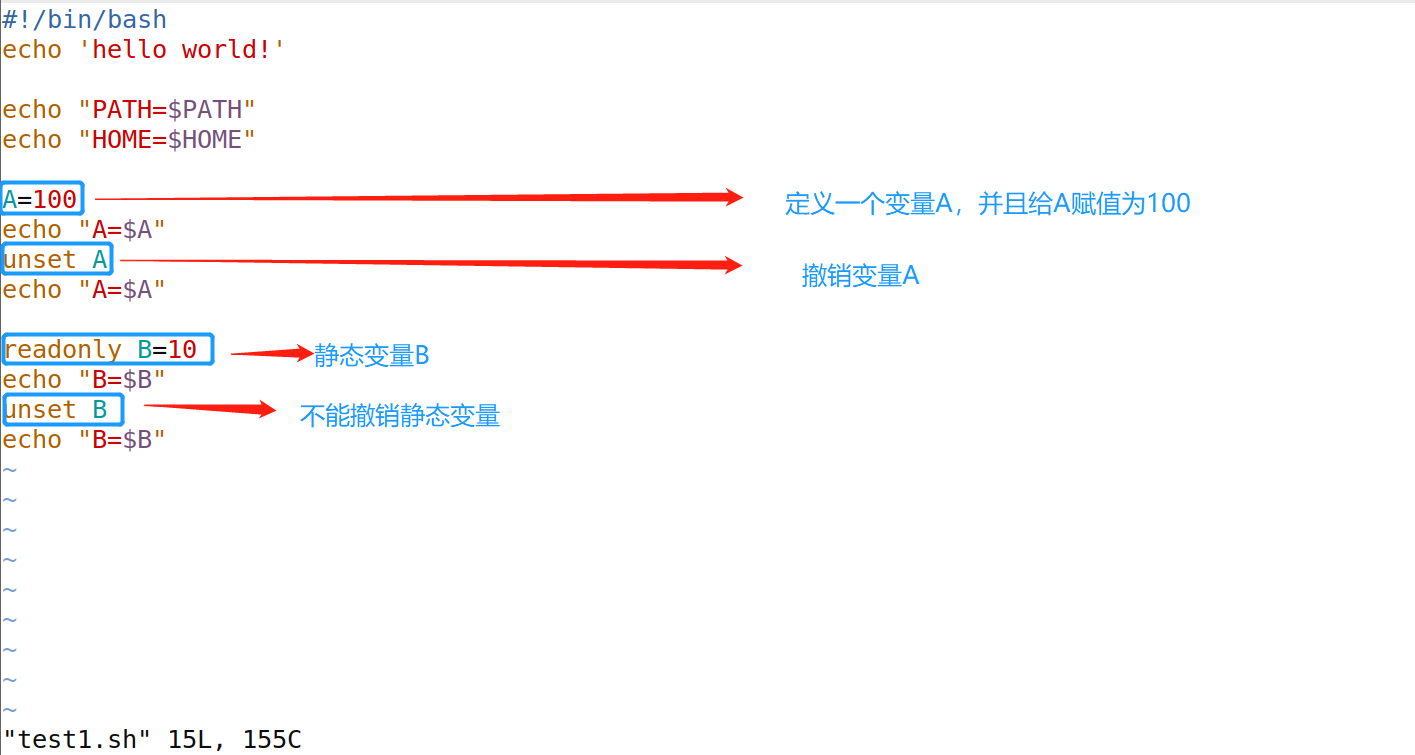 #!/bin/bash
echo 'hello world!'
echo "PATH=$PATH"
echo "HOME=$HOME"
A=100 定义一个变量A，并且给A赋值为100
echo "A=$A"
unset A 撤销变量A
echo "A=$A"
readonly B=10 静态变量B
echo "B=$B"
unset B 不能撤销静态变量
echo "B=$B"
~
~
~
~
~
~
~
~
~
"test1.sh" 15L, 155C